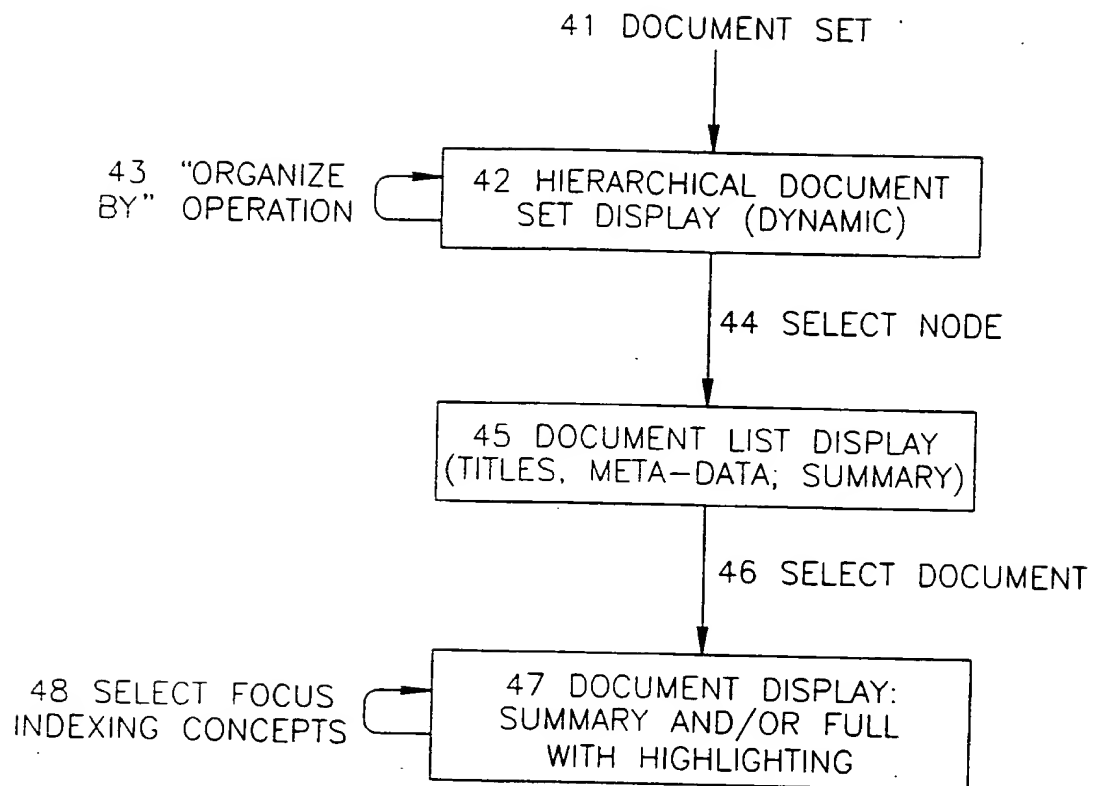 41 DOCUMENT SET
43 "ORGANIZE
BY" OPERATION
42 HIERARCHICAL DOCUMENT
SET DISPLAY (DYNAMIC)
44 SELECT NODE
45 DOCUMENT LIST DISPLAY
(TITLES, META-DATA; SUMMARY)
46 SELECT DOCUMENT
48 SELECT FOCUS
INDEXING CONCEPTS
47 DOCUMENT DISPLAY:
SUMMARY AND/OR FULL
WITH HIGHLIGHTING